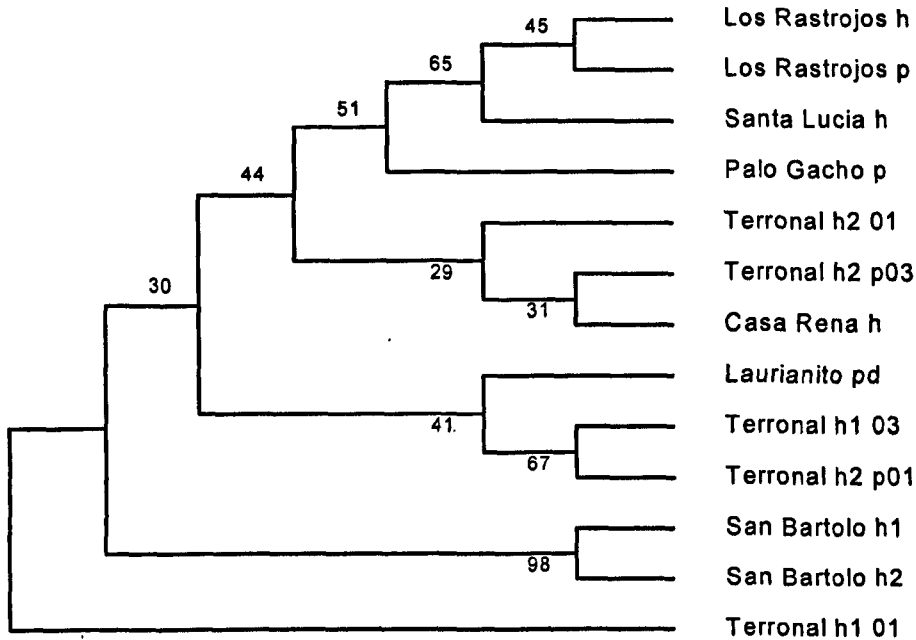 Los Rastrojos h
45
Los Rastrojos p
65
Santa Lucia h
51
Palo Gacho p
44
Terronal h2 01
29
Terronal h2 p03
30
31
Casa Rena h
Laurianito pd
41
Terronal h1 03
67
Terronal h2 p01
San Bartolo h1
98
San Bartolo h2
Terronal h1 01